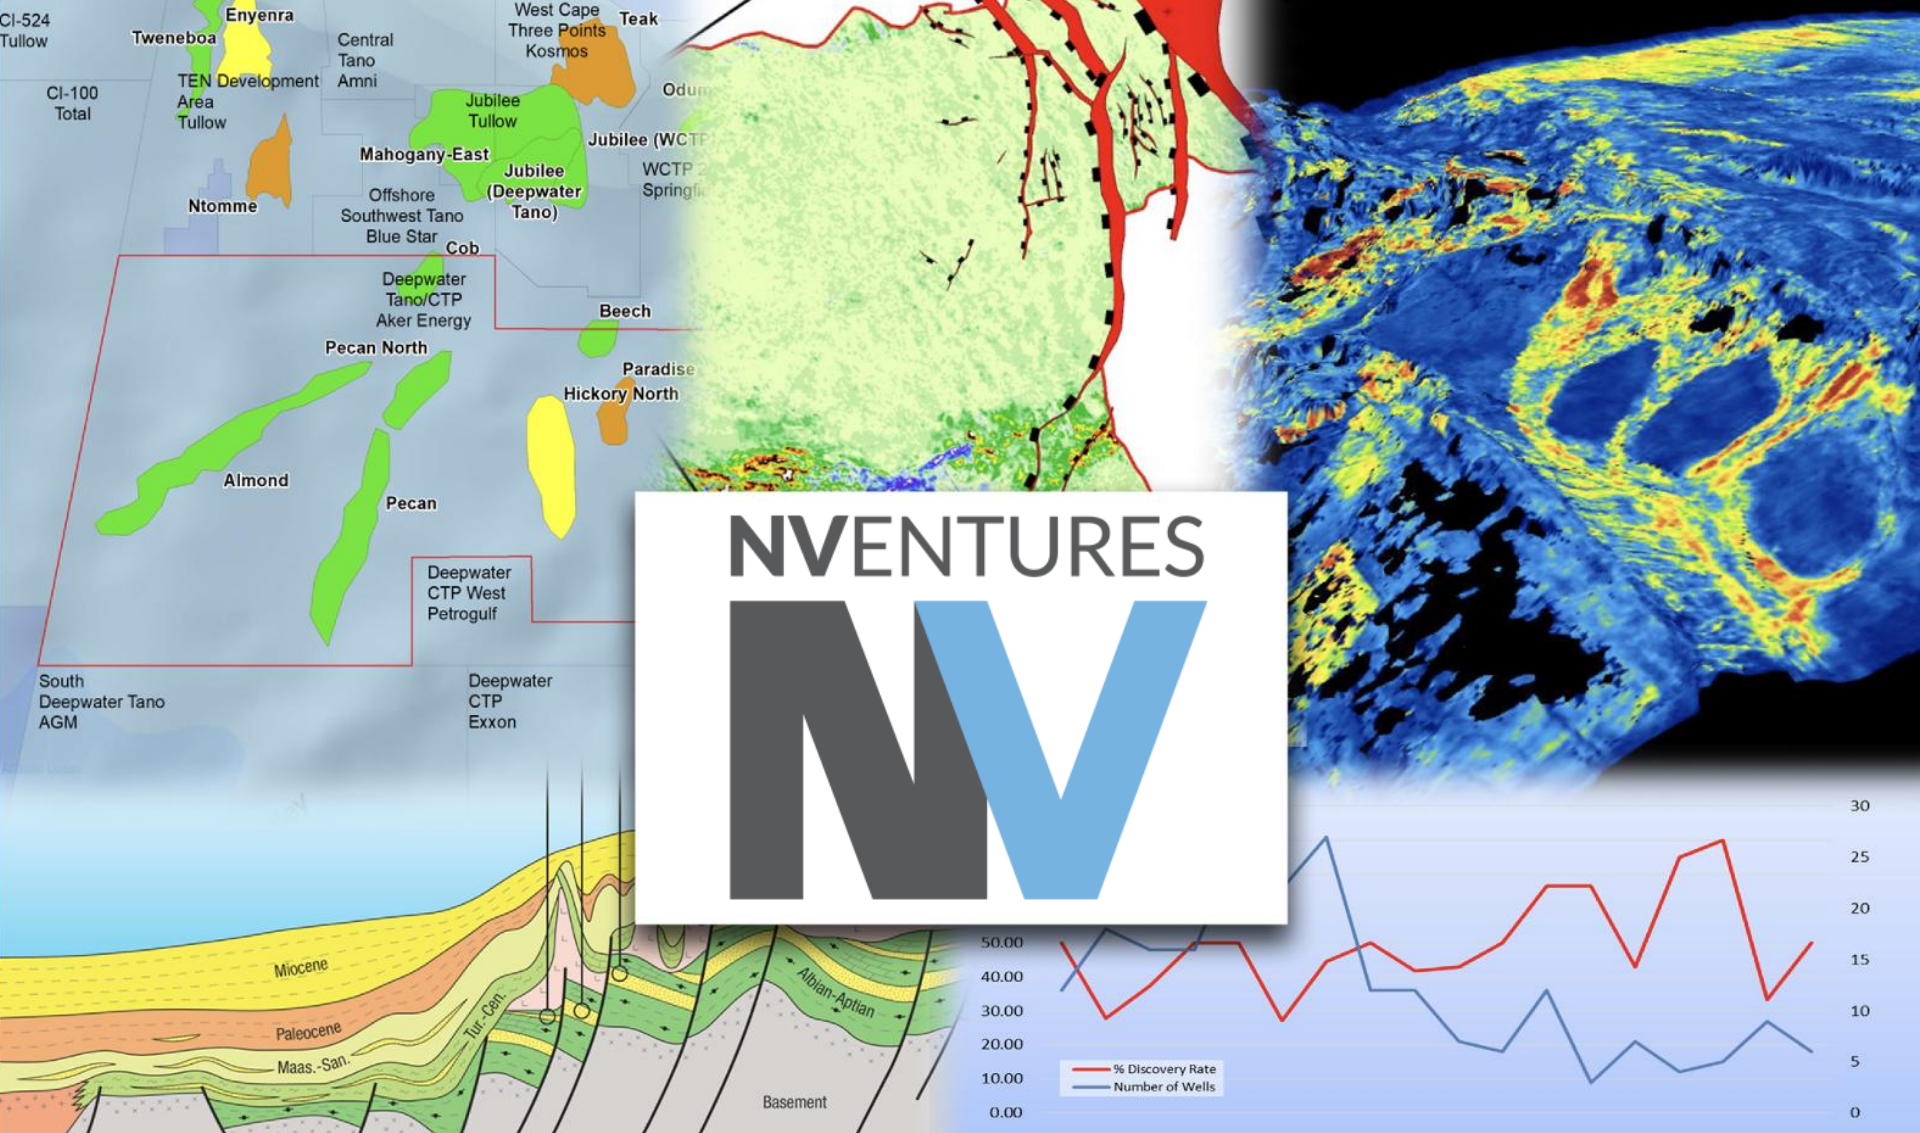 CI-524
Tullow
Tweneboa
Enyenra
TEN Development
Area
Tullow
CI-100
Total
Central
Tano
Amni
West Cape
Three Points
Kosmos
Teak
Jubilee
Tullow
Mahogany-East
Jubilee
(Deepwater
Tano)
Jubilee (WCTP
WCTP 2
Ntomme
Offshore
Southwest Tano
Blue Star
Cob
Deepwater
Tano/CTP
Aker Energy
Beech
Pecan North
Paradise
Hickory North
Almond
Pecan
Deepwater
CTP West
Petrogulf
South
Deepwater Tano
AGM
Deepwater
CTP
Exxon
NVENTURES
NV
Miocene
Paleocene
Maas.-San.
Tur.-Cen.
Albian-Aptian
Basement
50.00
40.00
30.00
20.00
10.00
0.00
% Discovery Rate
Number of Wells
30
25
20
15
10
5
0